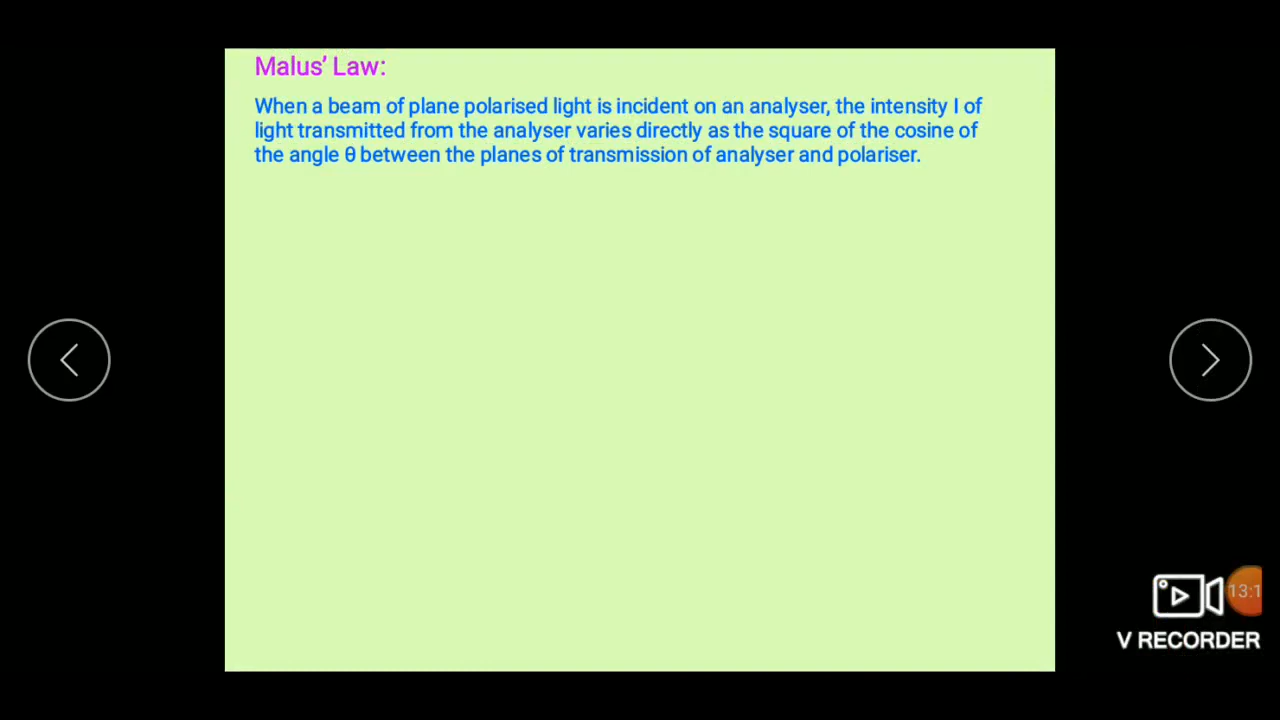 Malus’ Law:
When a beam of plane polarised light is incident on an analyser, the intensity I of
light transmitted from the analyser varies directly as the square of the cosine of
the angle θ between the planes of transmission of analyser and polariser.
13:1
V RECORDER